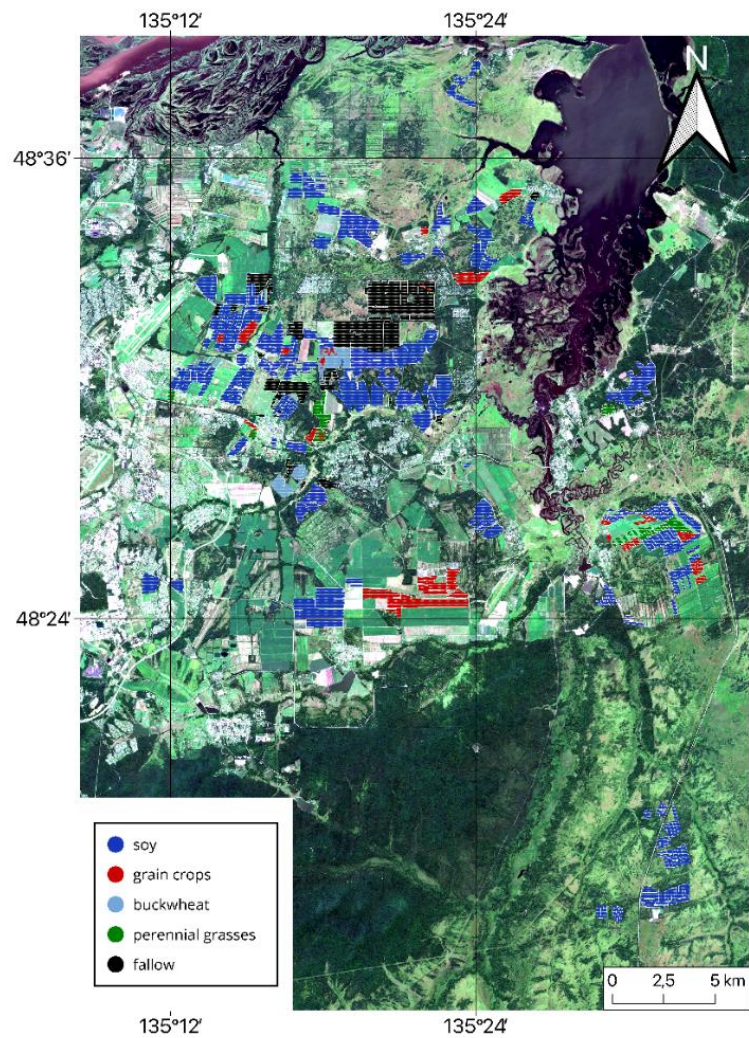 135°12′ 135°24′
N
48°36′
48°24′
soy
grain crops
buckwheat
perennial grasses
fallow
0 2,5 5 km
135°12′ 135°24′